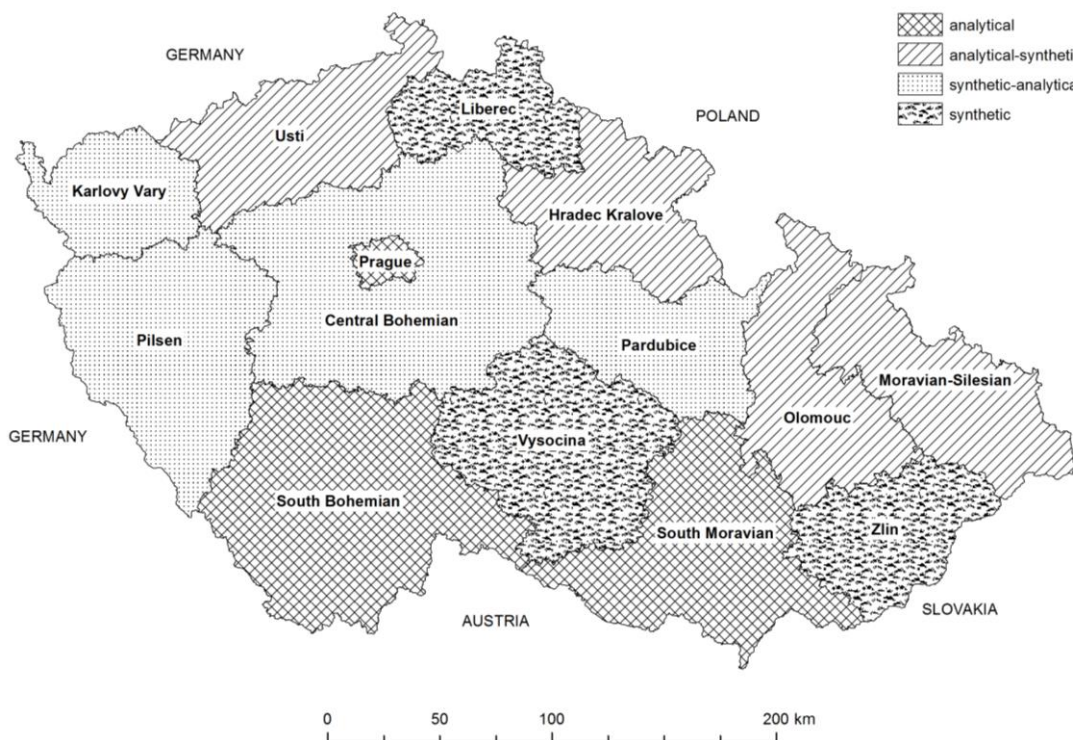 GERMANY
analytical
analytical-syntheti
synthetic-analytica
synthetic
POLAND
Liberec
Usti
Karlovy Vary
Hradec Kralove
Prague
Central Bohemian
Pilsen
Pardubice
Moravian-Silesian
Olomouc
GERMANY
Vysocina
South Bohemian
South Moravian
Zlin
SLOVAKIA
AUSTRIA
0 50 100 200 km